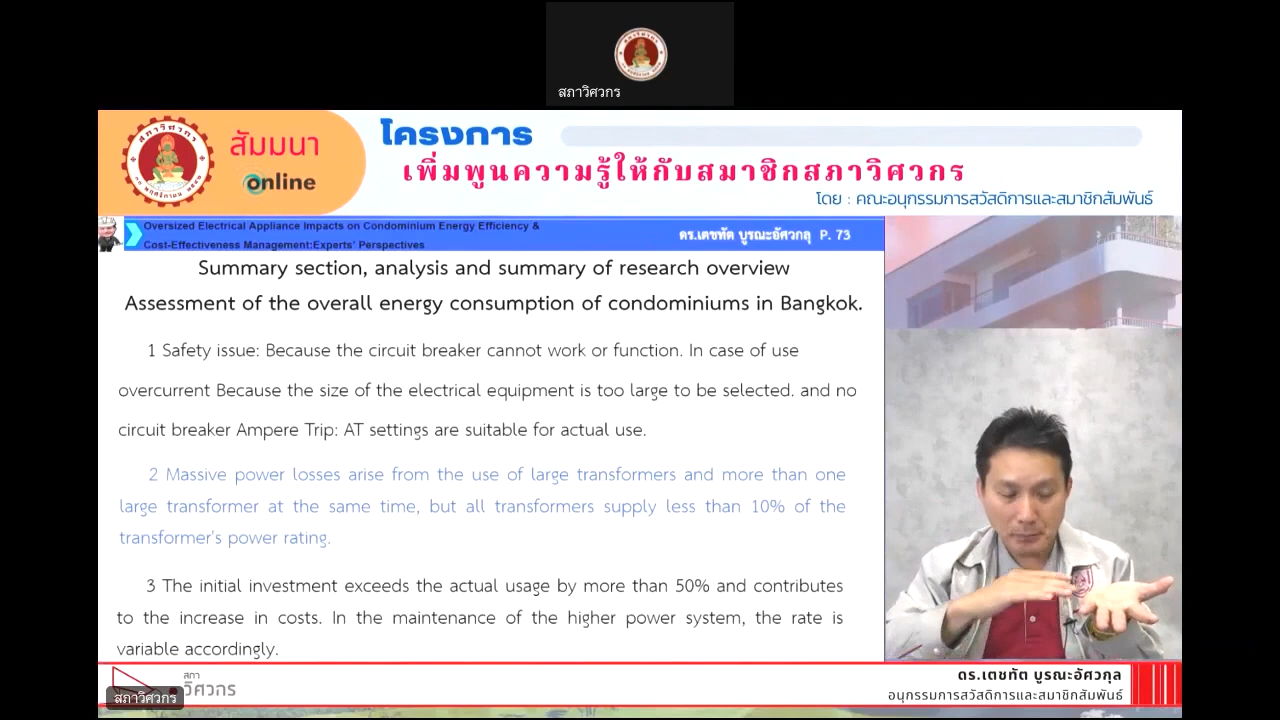 สภาวิศวกร
สัมมนา
Online
โครงการ
เพิ่มพูนความรู้ให้กับสมาชิกสภาวิศวกร
โดย : คณะอนุกรรมการสวัสดิการและสมาชิกสัมพันธ์
Oversized Electrical Appliance Impacts on Condominium Energy Efficiency &
Cost-Effectiveness Management:Experts' Perspectives
ดร.เตชทัต บูรณะอัศวกลุ P. 73
Summary section, analysis and summary of research overview
Assessment of the overall energy consumption of condominiums in Bangkok.
1 Safety issue: Because the circuit breaker cannot work or function. In case of use
overcurrent Because the size of the electrical equipment is too large to be selected. and no
circuit breaker Ampere Trip: AT settings are suitable for actual use.
2 Massive power losses arise from the use of large transformers and more than one
large transformer at the same time, but all transformers supply less than 10% of the
transformer's power rating.
3 The initial investment exceeds the actual usage by more than 50% and contributes
to the increase in costs. In the maintenance of the higher power system, the rate is
variable accordingly.
สภา
วิศวกร
สภาวิศวกร
ดร.เตชทัต บูรณะอัศวกุล
อนุกรรมการสวัสดิการและสมาชิกสัมพันธ์